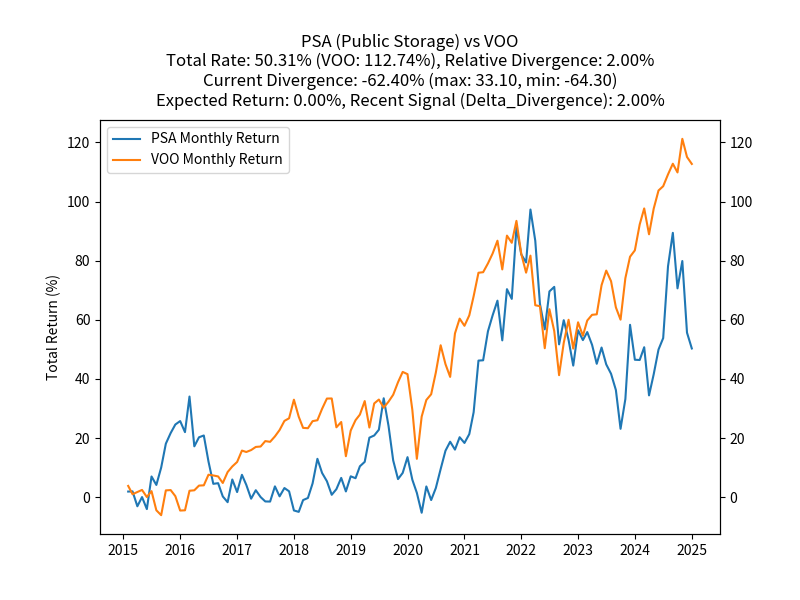 PSA (Public Storage) vs VOO
Total Rate: 50.31% (VOO: 112.74%), Relative Divergence: 2.00%
Current Divergence: -62.40% (max: 33.10, min: -64.30)
Expected Return: 0.00%, Recent Signal (Delta_Divergence): 2.00%
PSA Monthly Return
VOO Monthly Return
Total Return (%)
120
100
80
60
40
20
0
120
100
80
60
40
20
0
2015 2016 2017 2018 2019 2020 2021 2022 2023 2024 2025